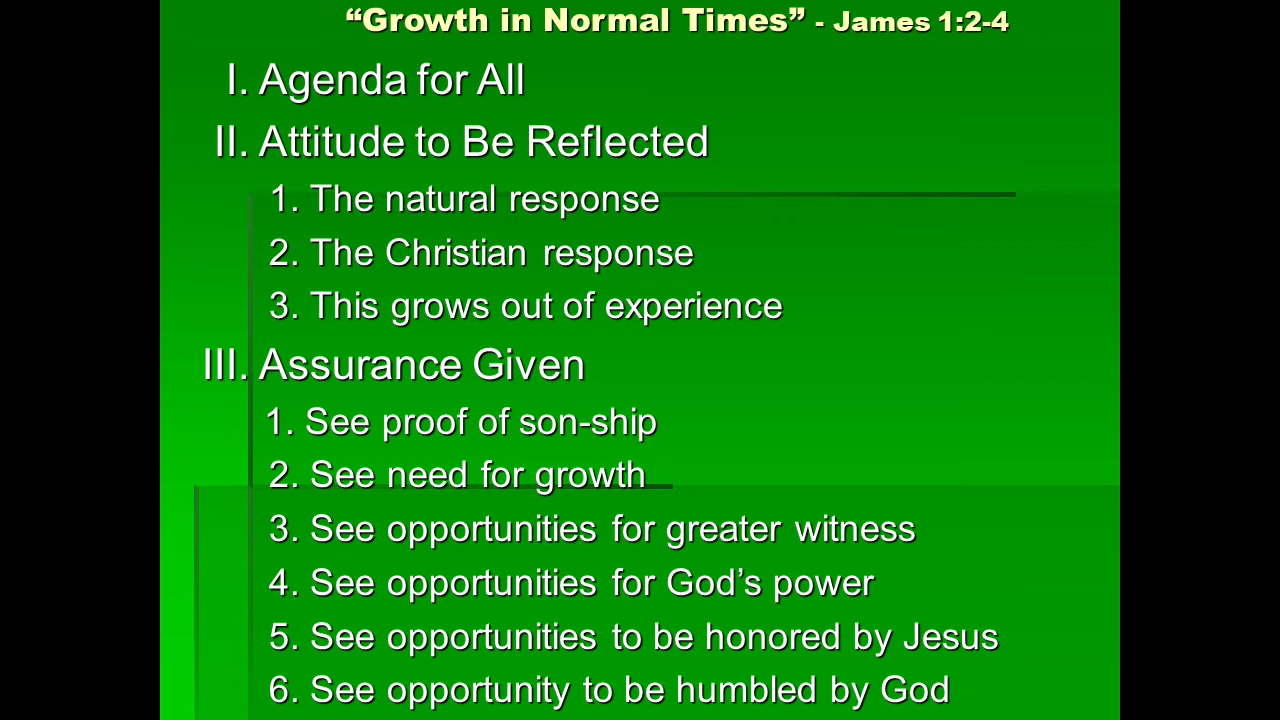 “Growth in Normal Times” - James 1:2-4
I. Agenda for All
II. Attitude to Be Reflected
1. The natural response
2. The Christian response
3. This grows out of experience
III. Assurance Given
1. See proof of son-ship
2. See need for growth
3. See opportunities for greater witness
4. See opportunities for God’s power
5. See opportunities to be honored by Jesus
6. See opportunity to be humbled by God